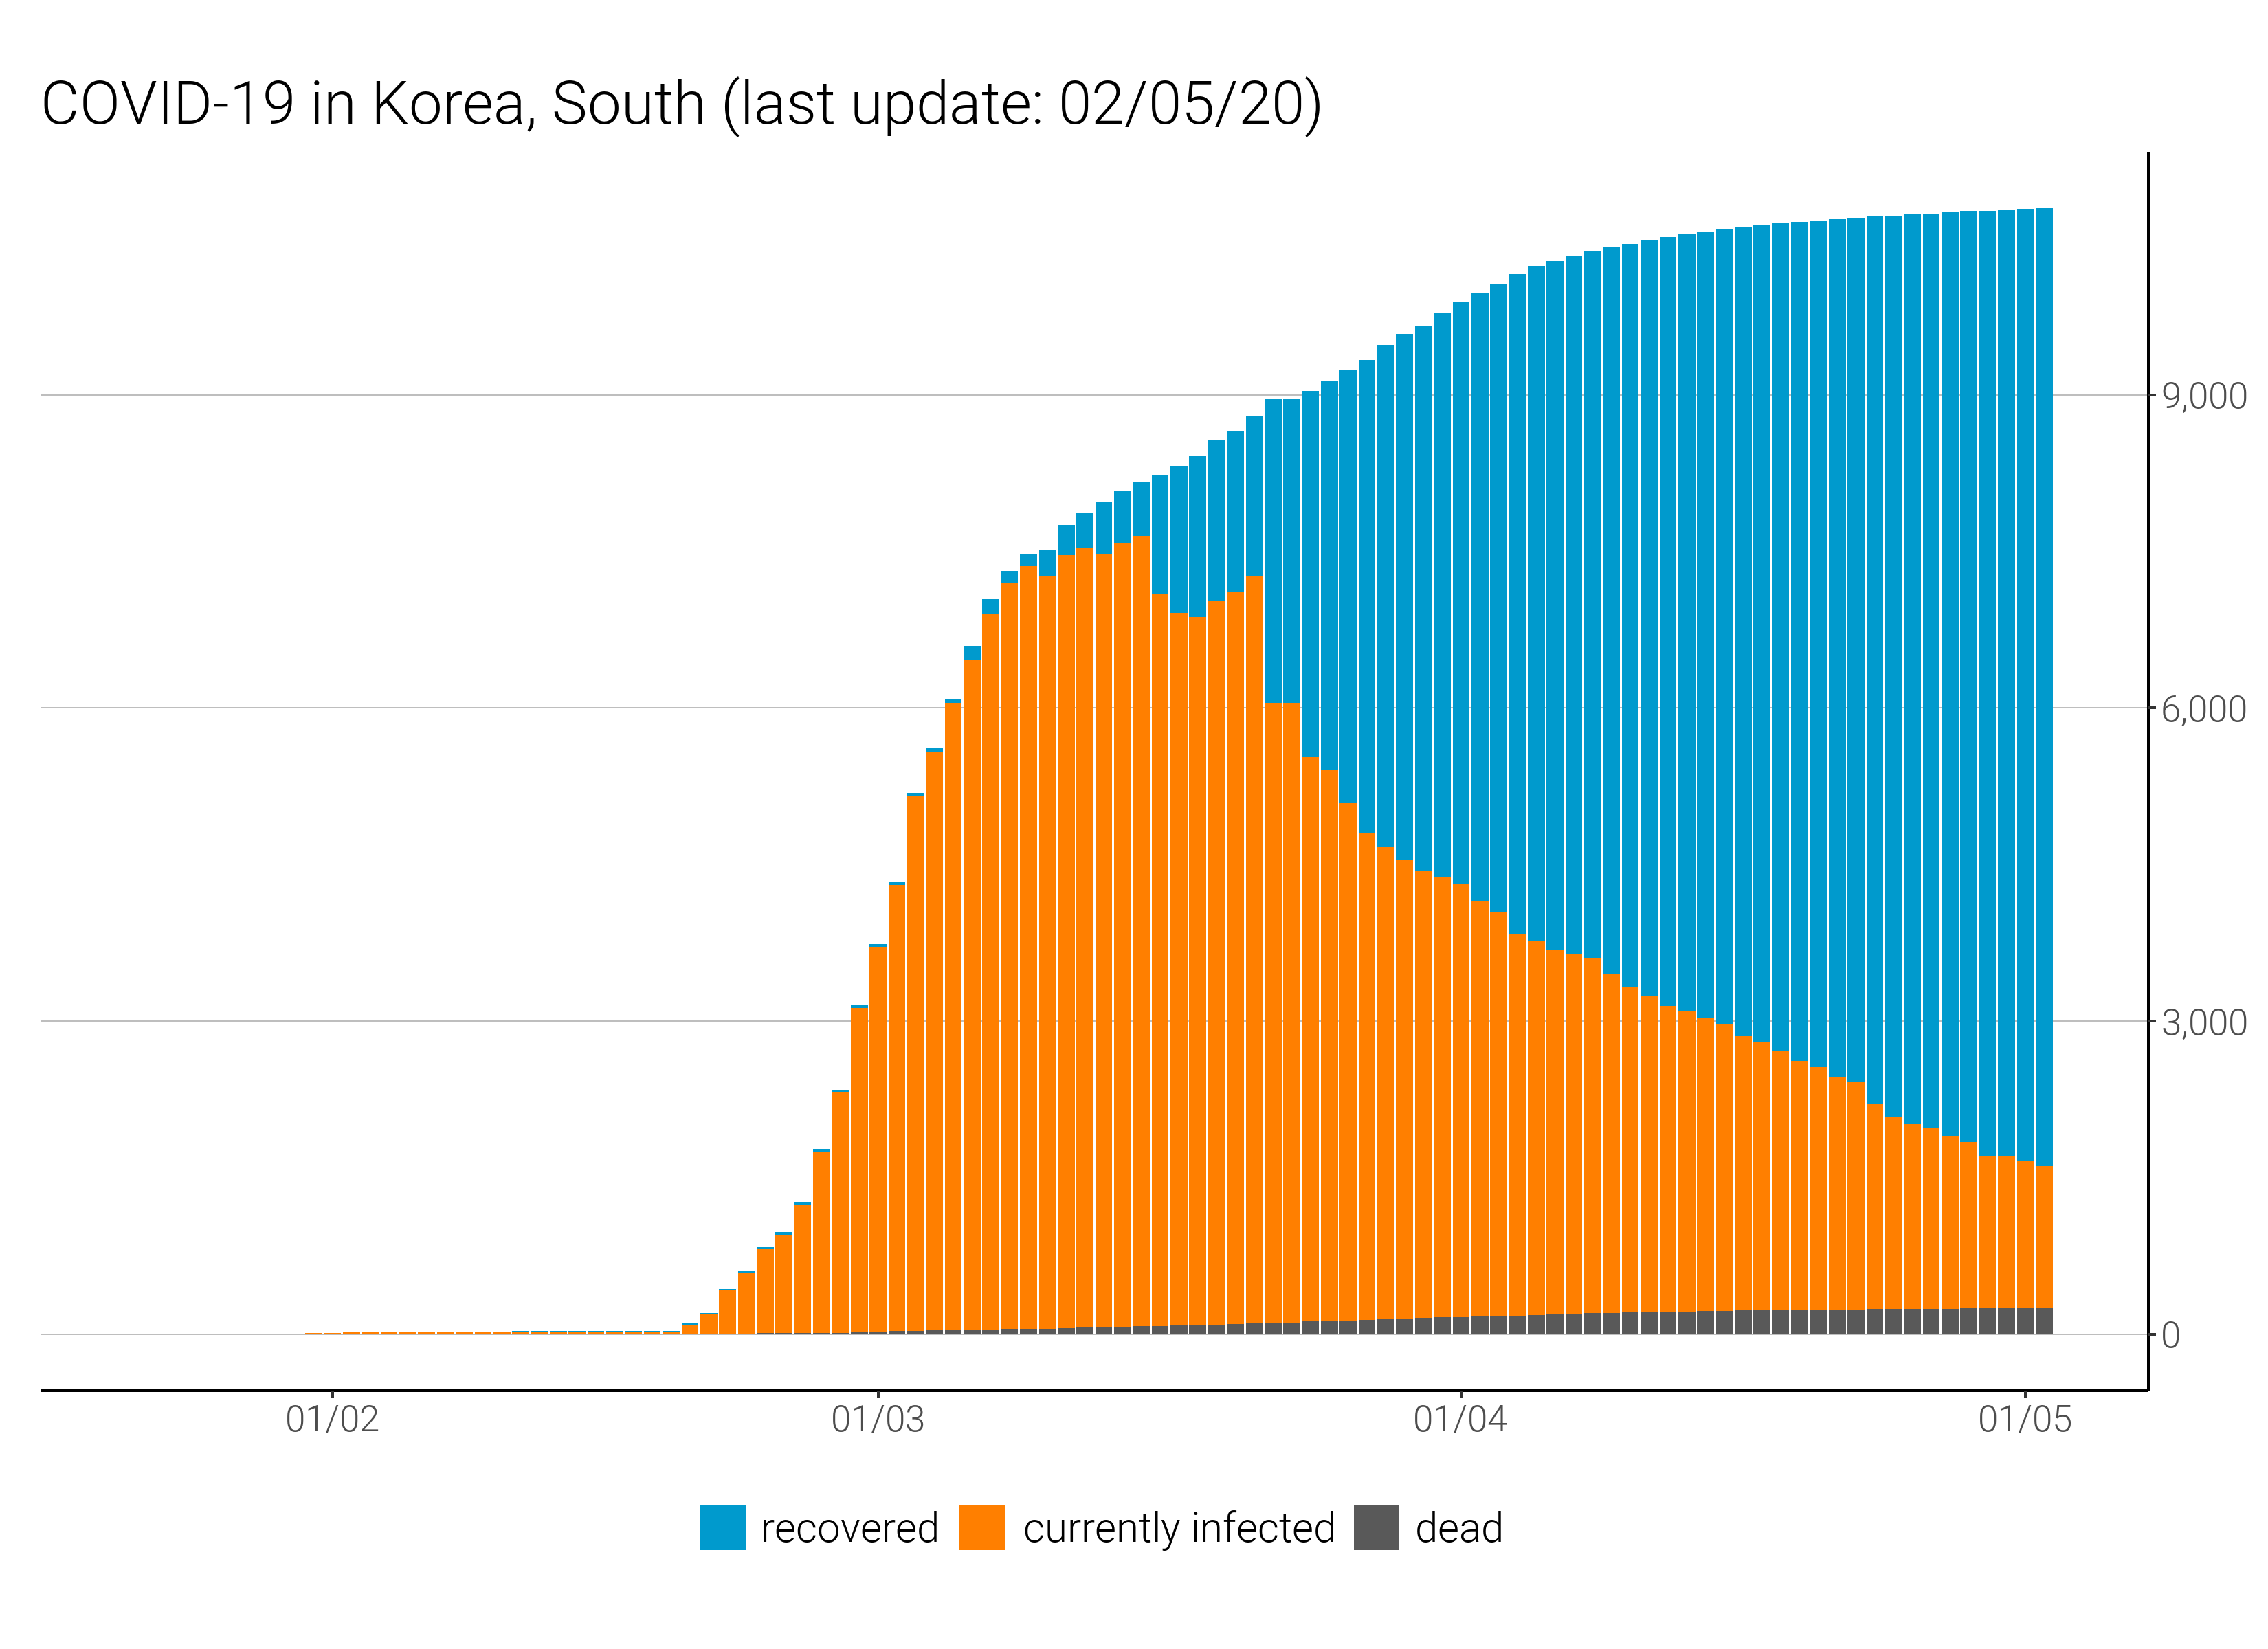 COVID-19 in Korea, South (last update: 02/05/20)
9,000
6,000
3,000
0
01/02 01/03 01/04 01/05
recovered currently infected dead